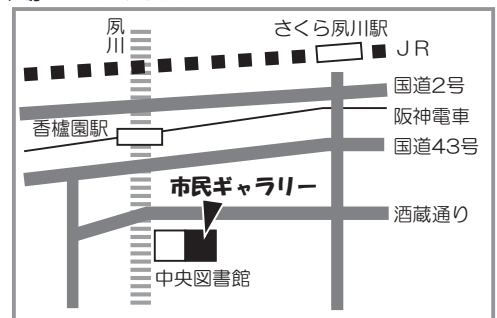 夙川
さくら夙川駅
JR
国道2号
阪神電車
香櫨園駅
国道43号
市民ギャラリー
酒蔵通り
中央図書館